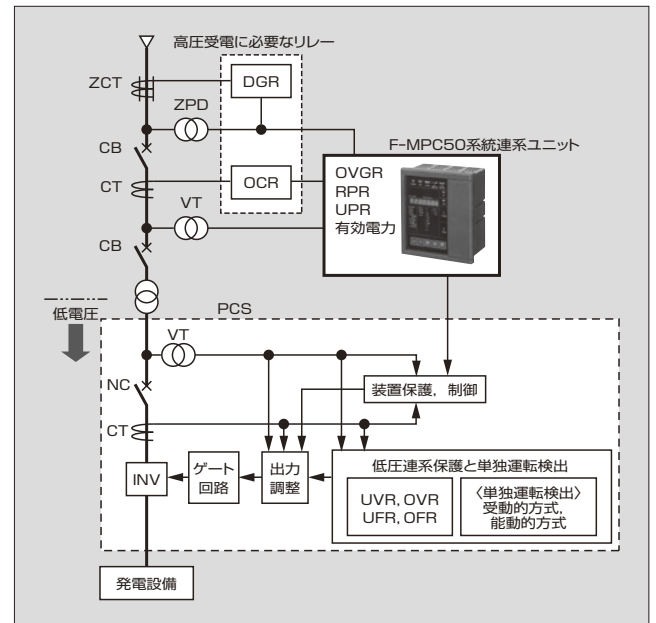 高圧受電に必要なリレー
ZCT
DGR
ZPD
CB
F-MPC50系統連系ユニット
CT
OCR
OVGR
RPR
UPR
有効電力
VT
CB
低電圧
PCS
VT
NC
装置保護,制御
CT
低圧連系保護と単独運転検出
INV
ゲート
回路
出力
調整
UVR, OVR
UFR, OFR
〈単独運転検出〉
受動的方式,
能動的方式
発電設備